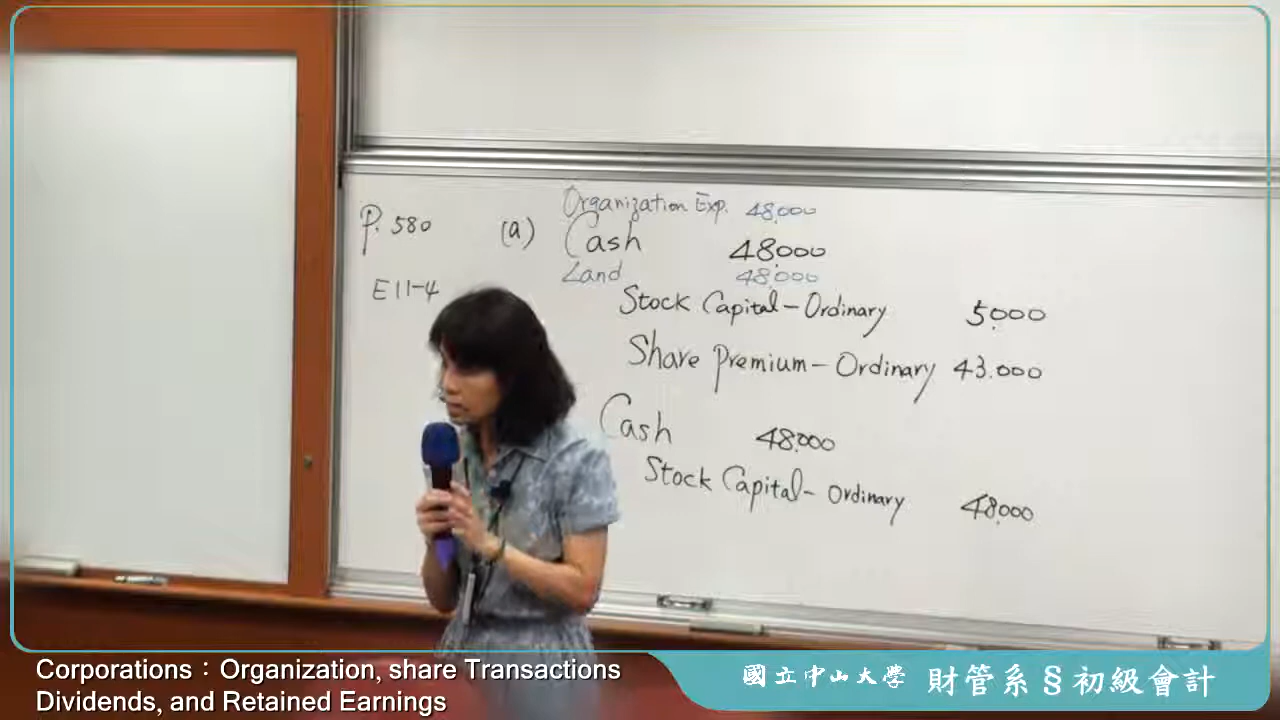 P. 580
E11-4
(a)
Organization Exp. 48,000
Cash 48,000
Land 48,000
Stock Capital - Ordinary 5,000
Share Premium - Ordinary 43,000
Cash 48,000
Stock Capital - Ordinary 48,000
Corporations：Organization, share Transactions
Dividends, and Retained Earnings
國立中山大學 財管系§初級會計